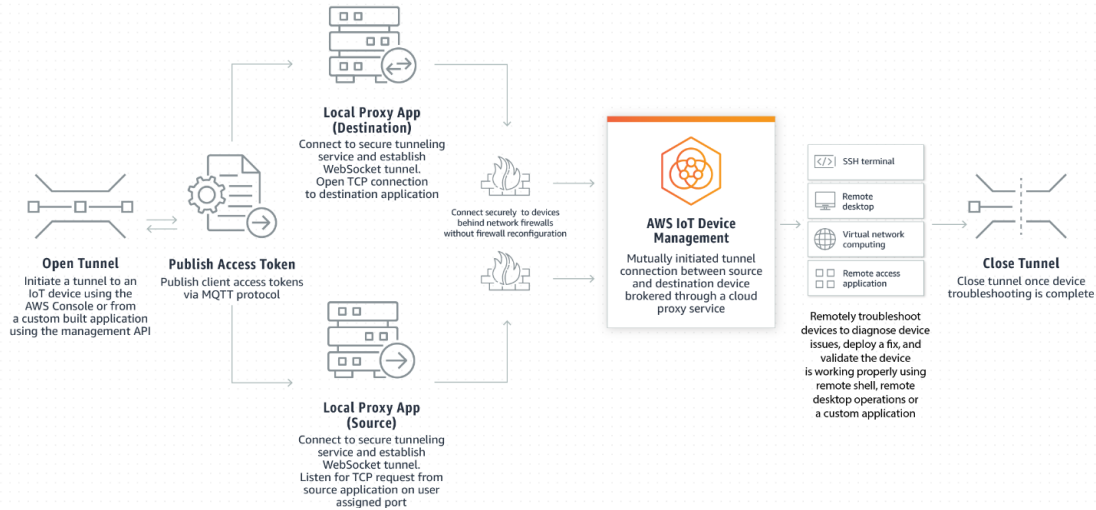 Open Tunnel
Initiate a tunnel to an
IoT device using the
AWS Console or from
a custom built application
using the management API
Publish Access Token
Publish client access tokens
via MQTT protocol
Local Proxy App
(Destination)
Connect to secure tunneling
service and establish
WebSocket tunnel.
Open TCP connection
to destination application
Local Proxy App
(Source)
Connect to secure tunneling
service and establish
WebSocket tunnel.
Listen for TCP request from
source application on user
assigned port
Connect securely to devices
behind network firewalls
without firewall reconfiguration
AWS IoT Device
Management
Mutually initiated tunnel
connection between source
and destination device
brokered through a cloud
proxy service
</> SSH terminal
Remote
desktop
Virtual network
computing
Remote access
application
Remotely troubleshoot
devices to diagnose device
issues, deploy a fix, and
validate the device
is working properly using
remote shell, remote
desktop operations or
a custom application
Close Tunnel
Close tunnel once device
troubleshooting is complete